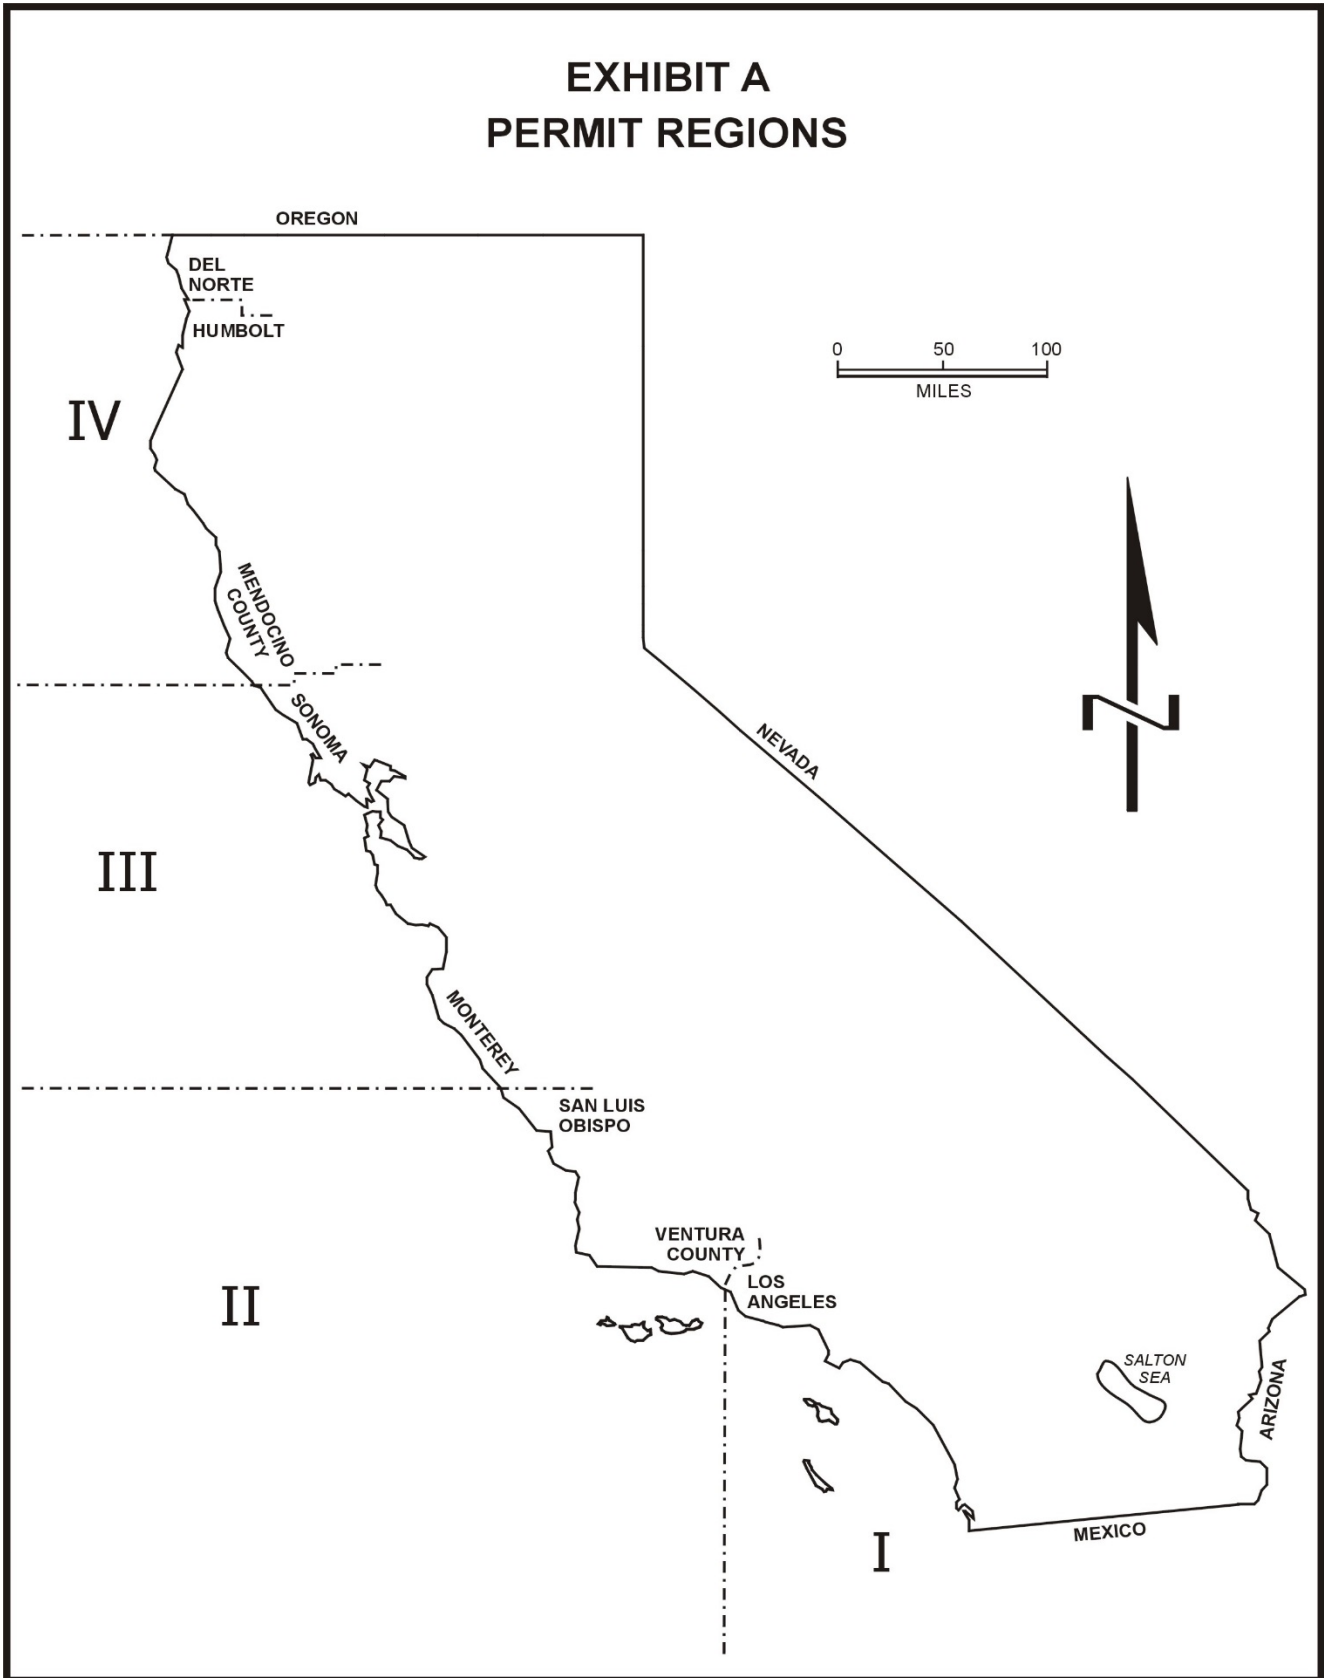 EXHIBIT A
PERMIT REGIONS
OREGON
DEL
NORTE
HUMBOLT
0 50 100
MILES
IV
MENDOCINO
COUNTY
SONOMA
NEVADA
N
III
MONTEREY
SAN LUIS
OBISPO
VENTURA
COUNTY
LOS
ANGELES
II
SALTON
SEA
ARIZONA
MEXICO
I